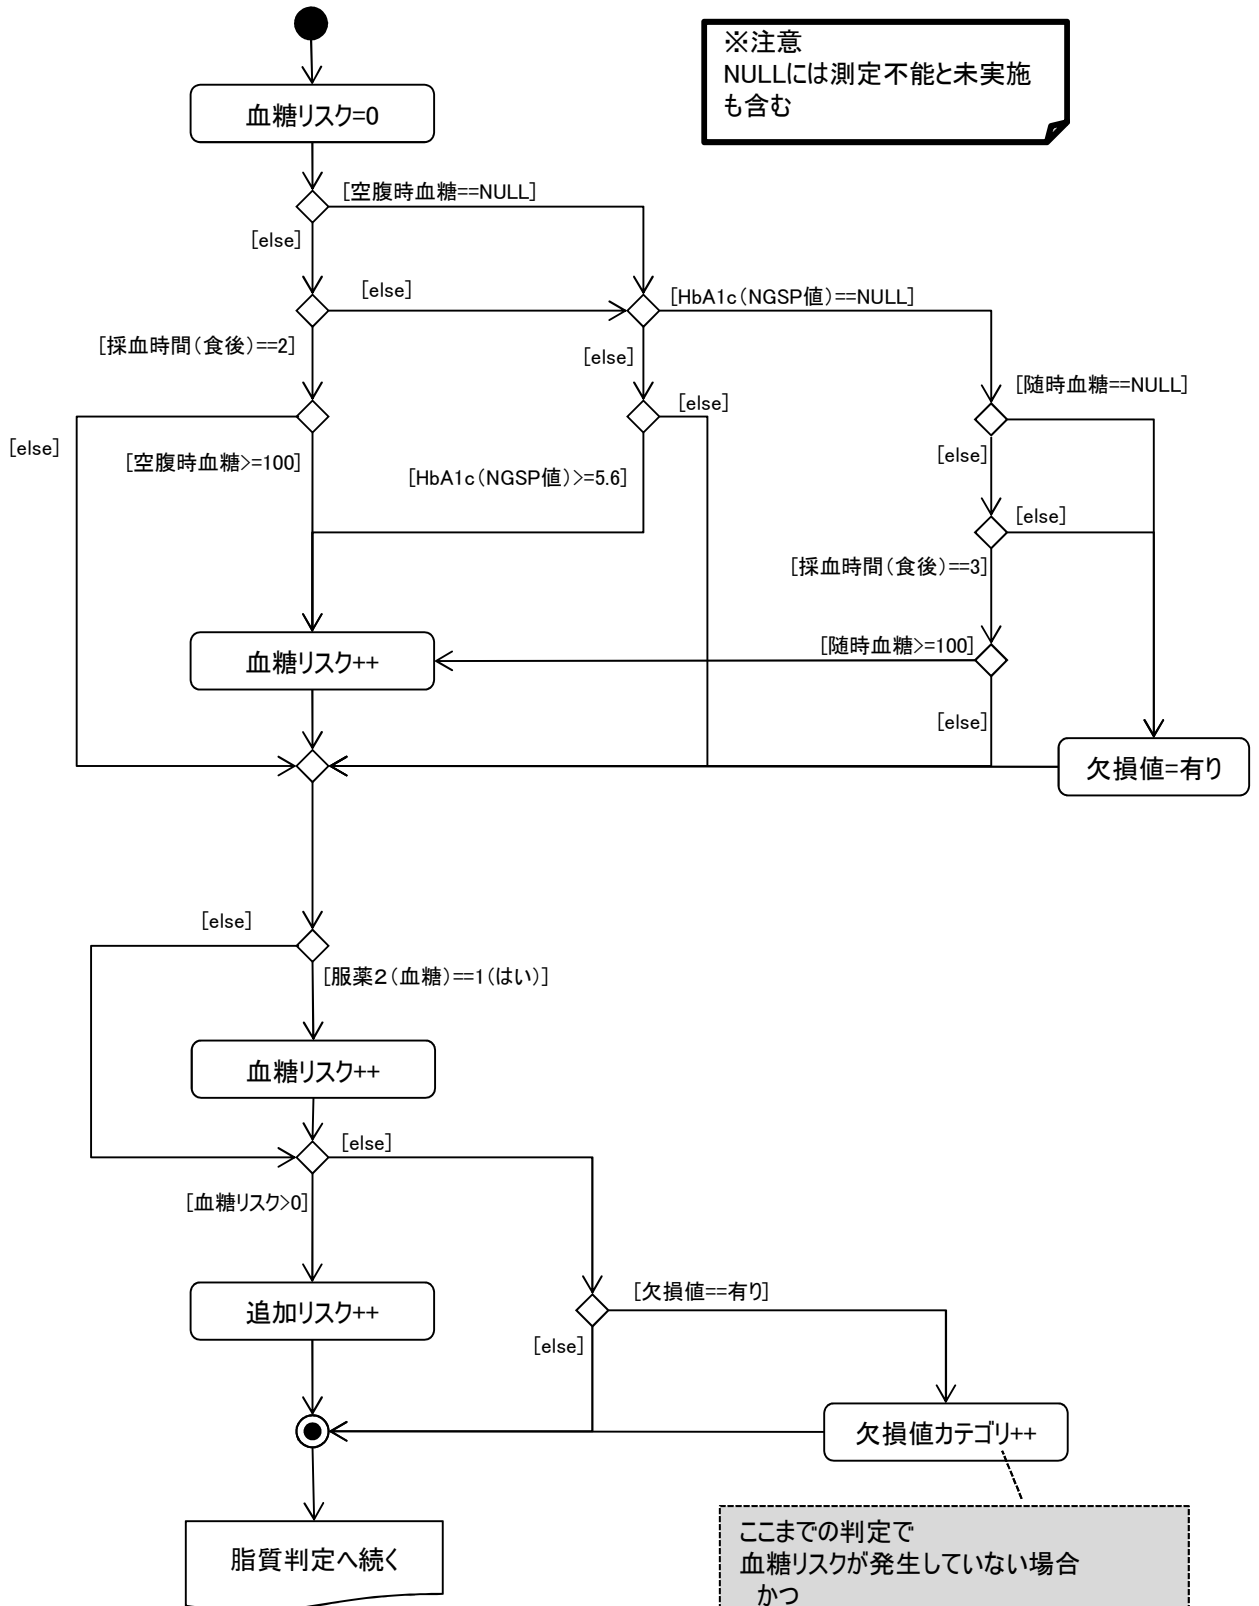 ※注意
NULLには測定不能と未実施
も含む
血糖リスク=0
[空腹時血糖==NULL]
[else]
[else]
[HbA1c(NGSP値)==NULL]
[採血時間(食後)==2]
[else]
[随時血糖==NULL]
[else]
[else]
[空腹時血糖>=100]
[HbA1c(NGSP値)>=5.6]
[else]
[else]
[採血時間(食後)==3]
[随時血糖>=100]
血糖リスク++
[else]
欠損値=有り
[else]
[服薬2(血糖)==1(はい)]
血糖リスク++
[else]
[血糖リスク>0]
追加リスク++
[欠損値==有り]
[else]
欠損値カテゴリ++
脂質判定へ続く
ここまでの判定で
血糖リスクが発生していない場合
かつ